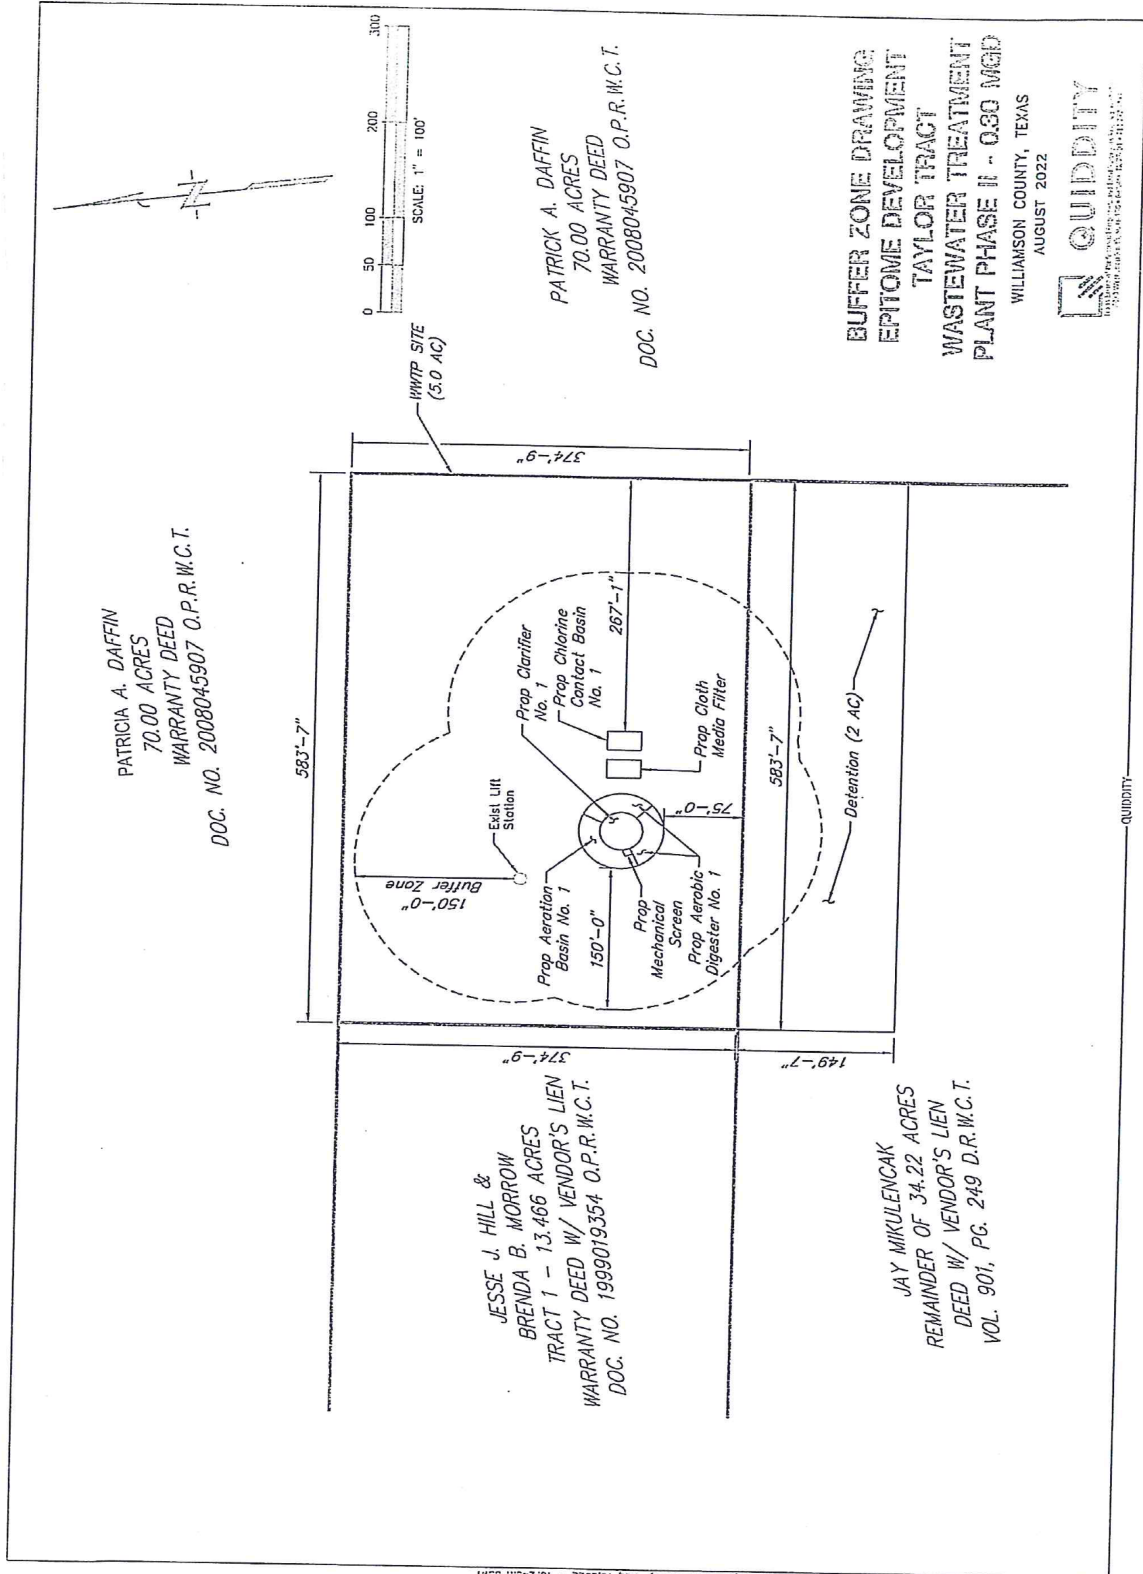 PATRICIA A. DAFFIN
70.00 ACRES
WARRANTY DEED
DOC. NO. 2008045907 O.P.R.W.C.T.
0 50 100 200 300
SCALE: 1" = 100'
N
WWTP SITE
(5.0 AC)
PATRICK A. DAFFIN
70.00 ACRES
WARRANTY DEED
DOC. NO. 2008045907 O.P.R.W.C.T.
583'-7"
374'-9"
374'-9"
150'-0"
Buffer Zone
Exist Lift
Station
Prop Aeration
Basin No. 1
Prop Clarifier
No. 1
Prop Chlorine
Contact Basin
No. 1
267'-1"
150'-0"
Prop
Mechanical
Screen
Prop Aerobic
Digester No. 1
75'-0"
Prop Cloth
Media Filter
583'-7"
149'-7"
Detention (2 AC)
JESSE J. HILL &
BRENDA B. MORROW
TRACT 1 - 13.466 ACRES
WARRANTY DEED W/ VENDOR'S LIEN
DOC. NO. 1999019354 O.P.R.W.C.T.
JAY MIKULENCAK
REMAINDER OF 34.22 ACRES
DEED W/ VENDOR'S LIEN
VOL. 901, PG. 249 D.R.W.C.T.
BUFFER ZONE DRAWING:
EPITOME DEVELOPMENT
TAYLOR TRACT
WASTEWATER TREATMENT
PLANT PHASE II - 0.30 MGD
WILLIAMSON COUNTY, TEXAS
AUGUST 2022
QUIDDITY
QUIDDITY